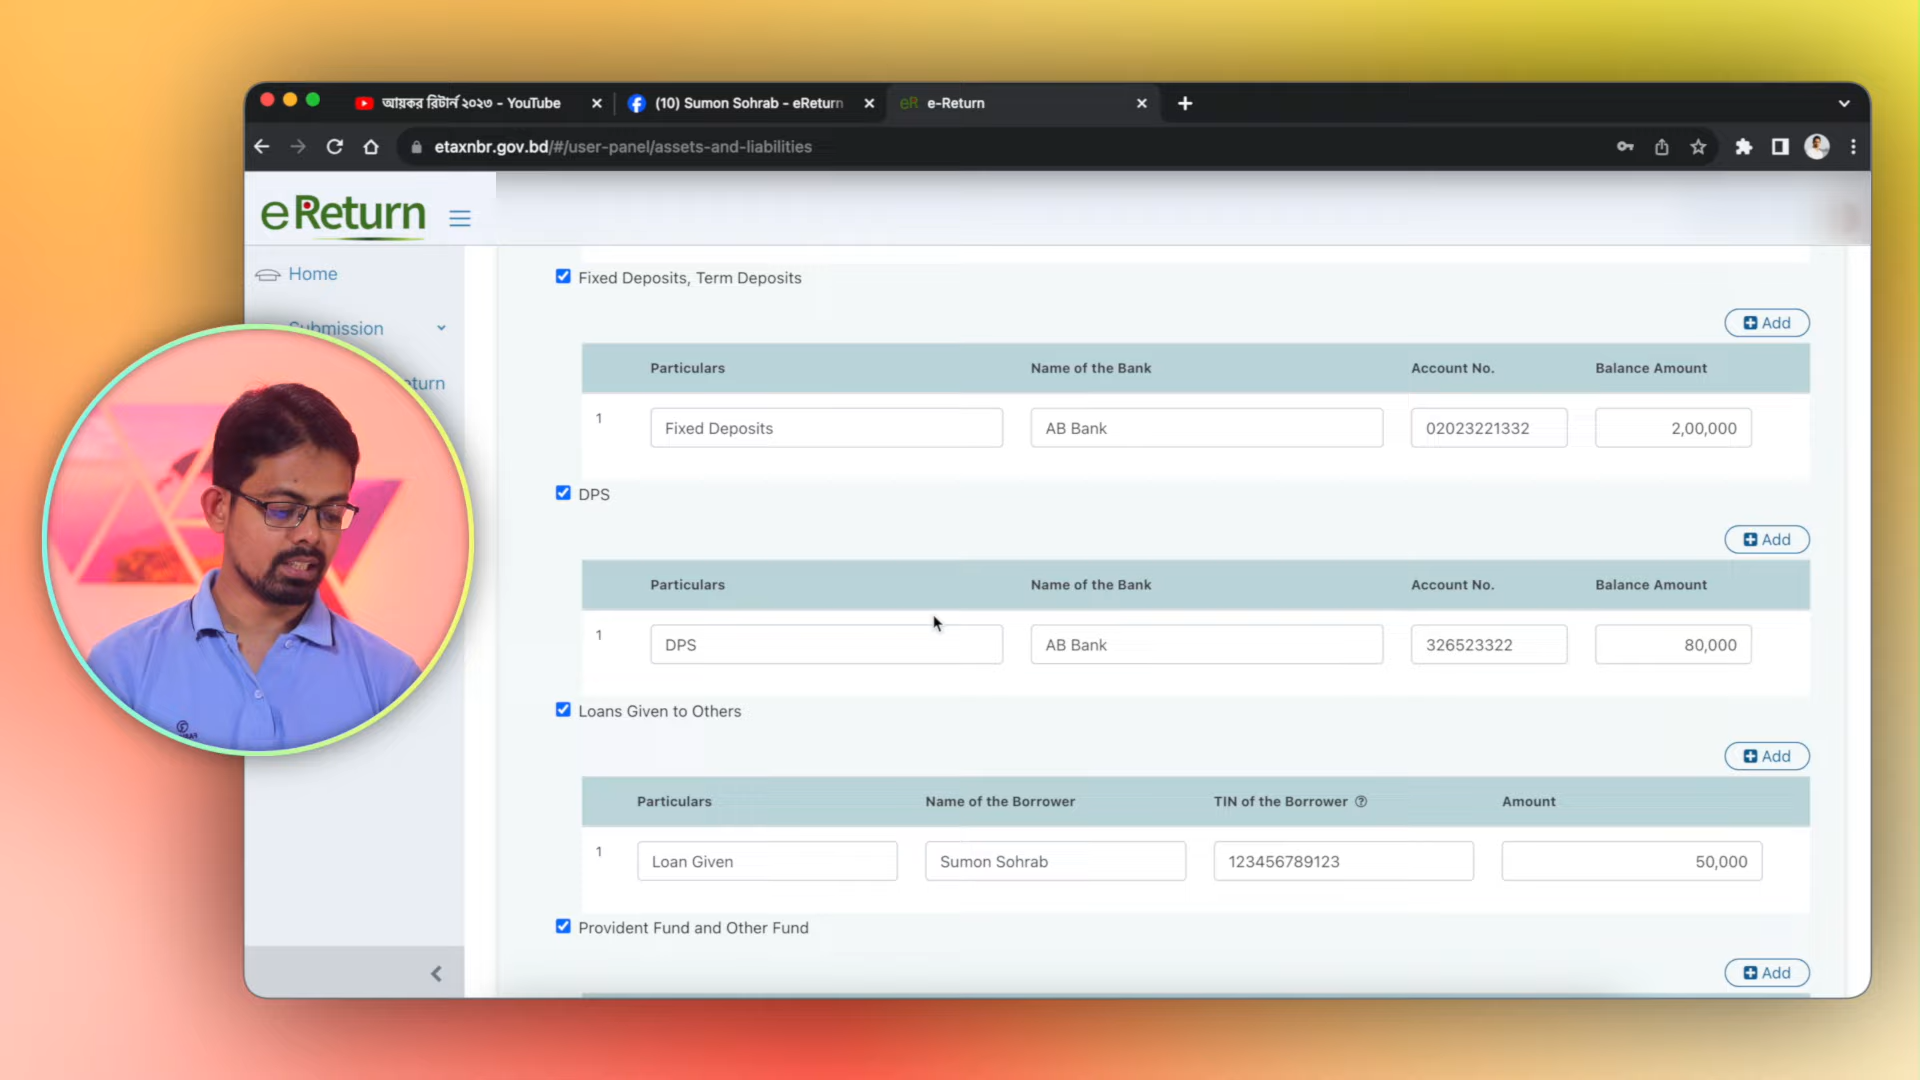 আয়কর রিটার্ন ২০২৩ - YouTube
(10) Sumon Sohrab - eReturn
eR e-Return
etaxnbr.gov.bd/#/user-panel/assets-and-liabilities
eReturn
Home
Submission
eturn
Fixed Deposits, Term Deposits
Add
Particulars Name of the Bank Account No. Balance Amount
1 Fixed Deposits AB Bank 02023221332 2,00,000
DPS
Add
Particulars Name of the Bank Account No. Balance Amount
1 DPS AB Bank 326523322 80,000
Loans Given to Others
Add
Particulars Name of the Borrower TIN of the Borrower Amount
1 Loan Given Sumon Sohrab 123456789123 50,000
Provident Fund and Other Fund
Add